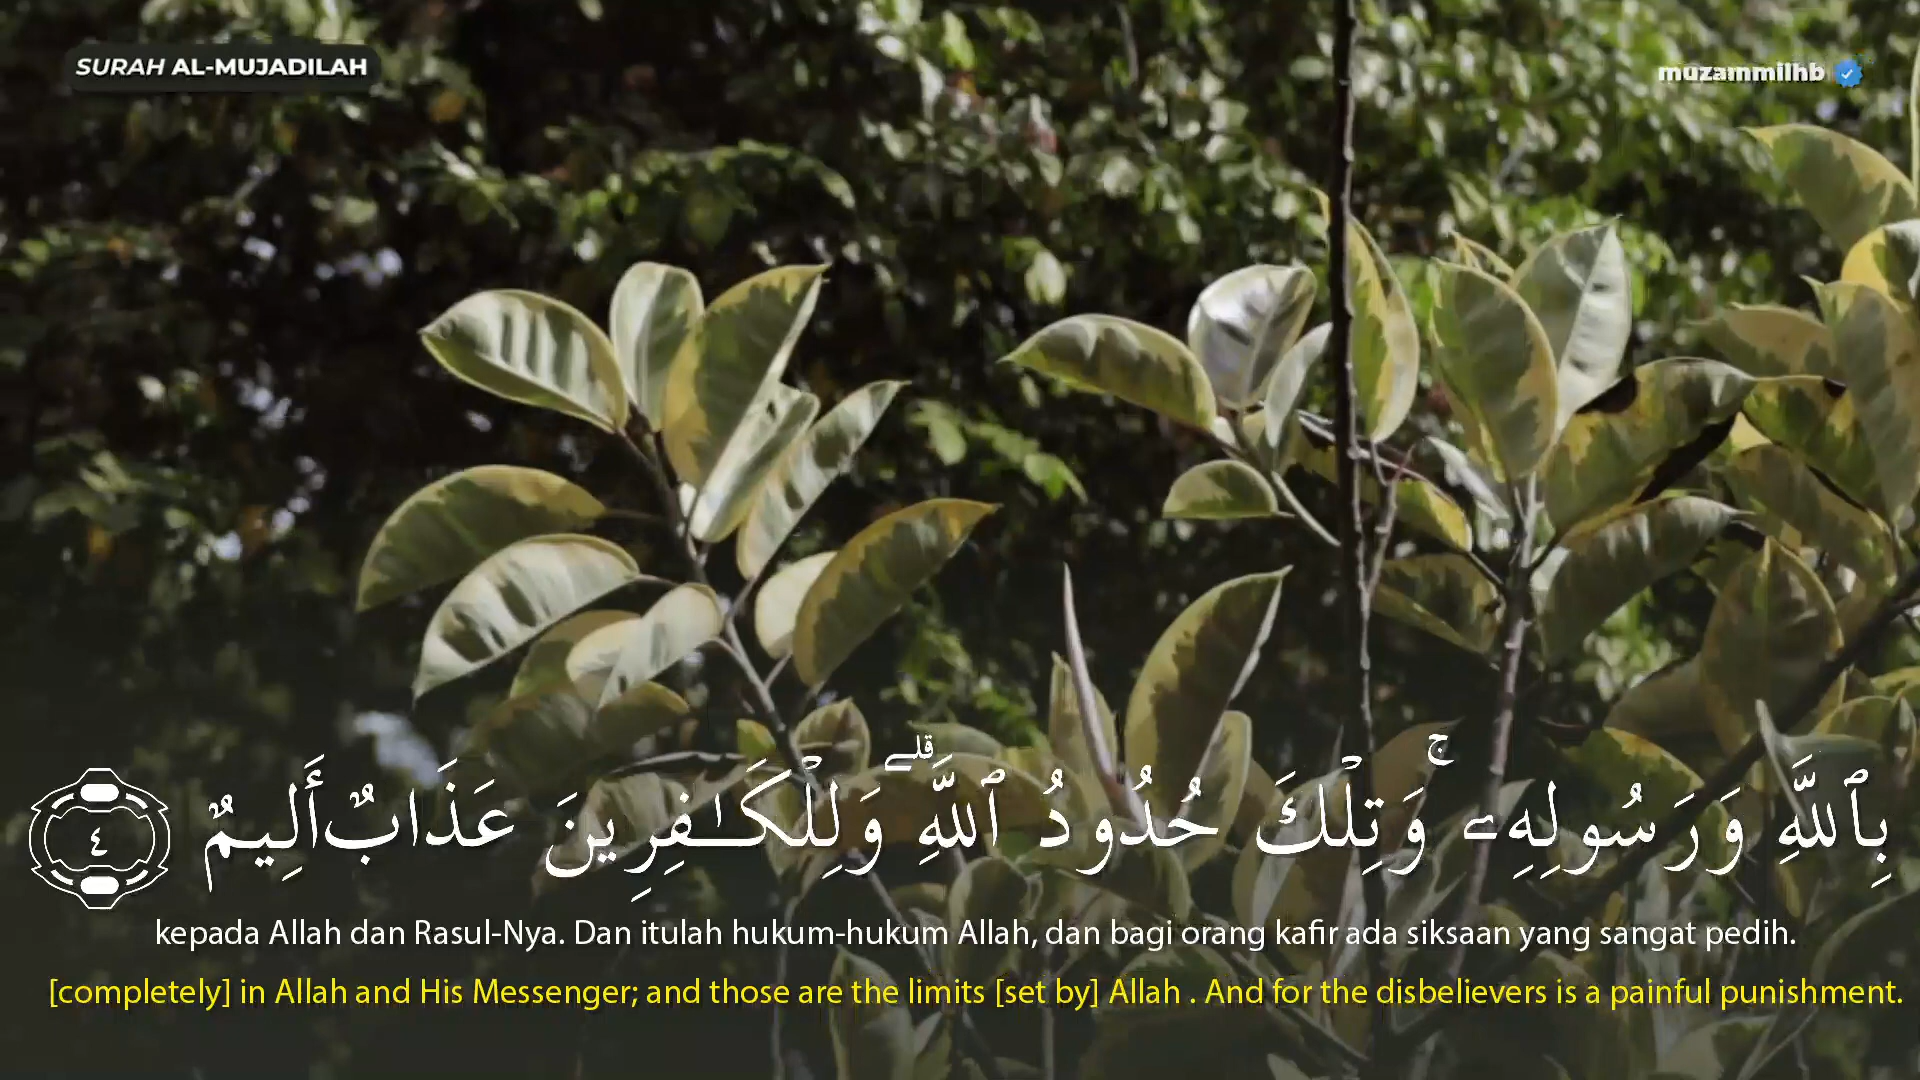 SURAH AL-MUJADILAH
muzammilhb
بِٱللَّهِ وَرَسُولِهِۦ ۚ وَتِلْكَ حُدُودُ ٱللَّهِ ۗ وَلِلْكَـٰفِرِينَ عَذَابٌ أَلِيمٌ ٤
kepada Allah dan Rasul-Nya. Dan itulah hukum-hukum Allah, dan bagi orang kafir ada siksaan yang sangat pedih.
[completely] in Allah and His Messenger; and those are the limits [set by] Allah . And for the disbelievers is a painful punishment.